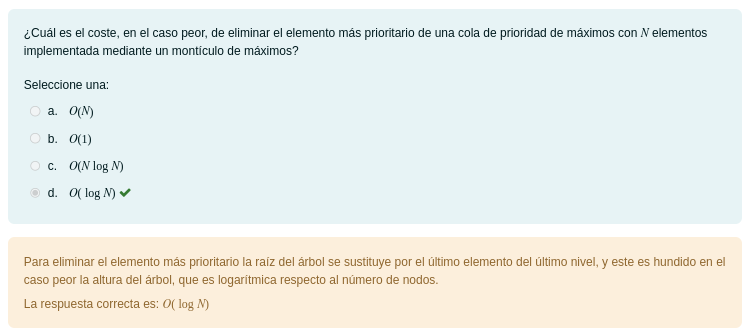 ¿Cuál es el coste, en el caso peor, de eliminar el elemento más prioritario de una cola de prioridad de máximos con N elementos
implementada mediante un montículo de máximos?
Seleccione una:
a. O(N)
b. O(1)
c. O(N log N)
d. O( log N)
Para eliminar el elemento más prioritario la raíz del árbol se sustituye por el último elemento del último nivel, y este es hundido en el
caso peor la altura del árbol, que es logarítmica respecto al número de nodos.
La respuesta correcta es: O( log N)